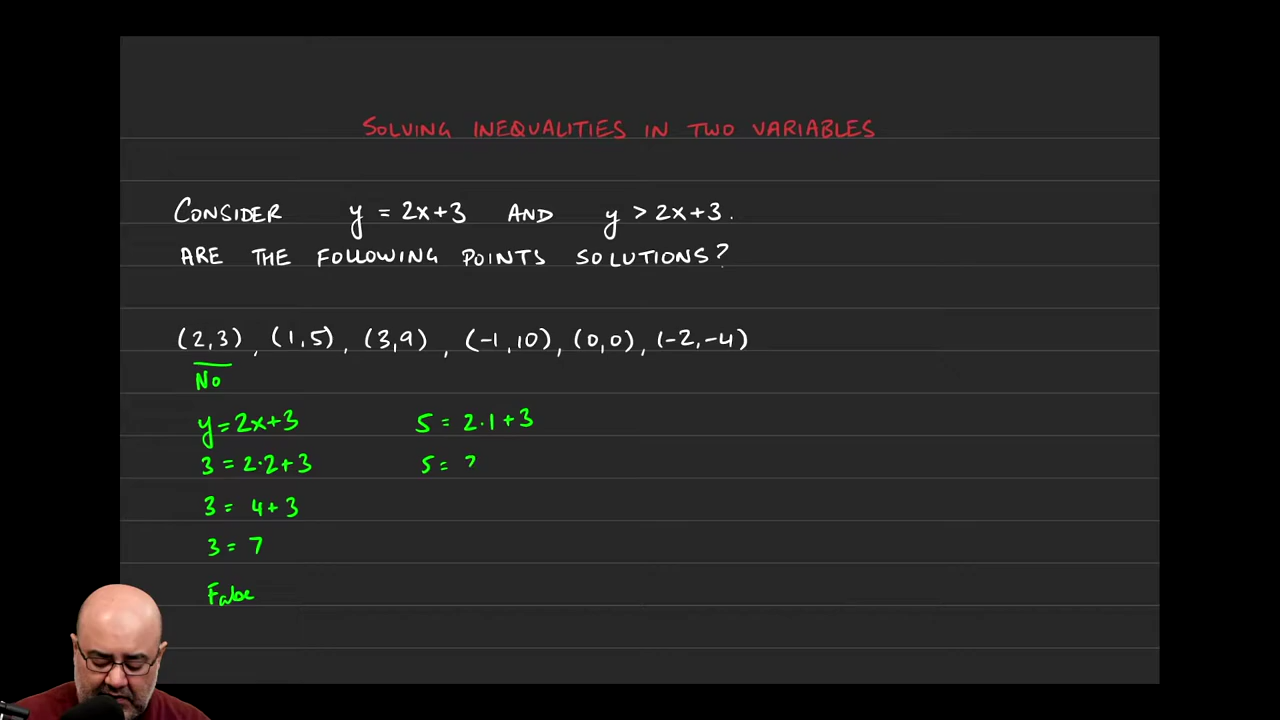 SOLVING INEQUALITIES IN TWO VARIABLES
CONSIDER y = 2x+3 AND y > 2x+3.
ARE THE FOLLOWING POINTS SOLUTIONS?
(2,3), (1,5), (3,9), (-1,10), (0,0), (-2,-4)
No
y=2x+3
5 = 2·1+3
3 = 2·2+3
5 = 2
3 = 4+3
3 = 7
False